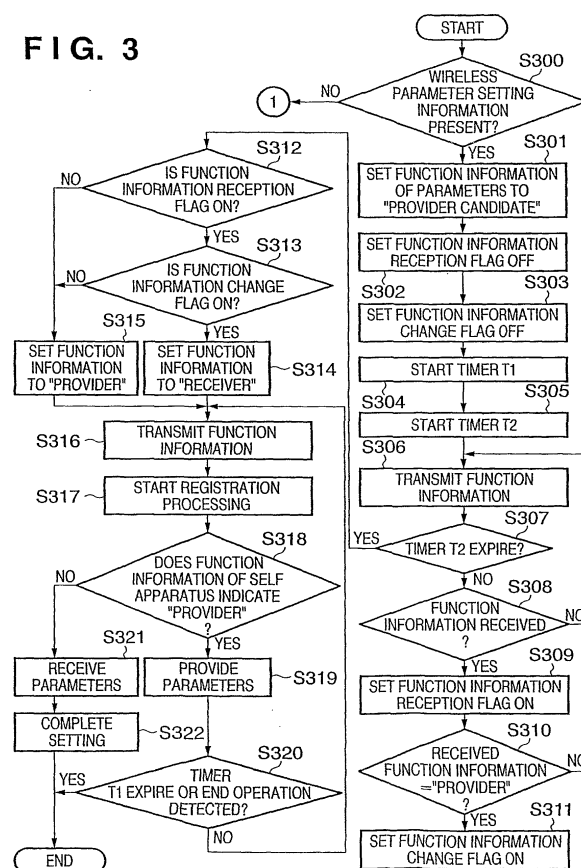 FIG. 3
START
S300
WIRELESS
PARAMETER SETTING
INFORMATION
PRESENT?
NO
1
YES
S301
SET FUNCTION INFORMATION
OF PARAMETERS TO
"PROVIDER CANDIDATE"
SET FUNCTION INFORMATION
RECEPTION FLAG OFF
S302
S303
SET FUNCTION INFORMATION
CHANGE FLAG OFF
START TIMER T1
S304
S305
START TIMER T2
S306
TRANSMIT FUNCTION
INFORMATION
S307
YES
TIMER T2 EXPIRE?
NO
S308
FUNCTION
INFORMATION RECEIVED
?
NO
YES
S309
SET FUNCTION INFORMATION
RECEPTION FLAG ON
S310
RECEIVED
FUNCTION INFORMATION
="PROVIDER"
?
NO
YES
S311
SET FUNCTION INFORMATION
CHANGE FLAG ON
S312
NO
IS FUNCTION
INFORMATION RECEPTION
FLAG ON?
YES
S313
NO
IS FUNCTION
INFORMATION CHANGE
FLAG ON?
YES
S315
SET FUNCTION
INFORMATION
TO "PROVIDER"
SET FUNCTION
INFORMATION
TO "RECEIVER"
S314
S316
TRANSMIT FUNCTION
INFORMATION
S317
START REGISTRATION
PROCESSING
S318
NO
DOES FUNCTION
INFORMATION OF SELF
APPARATUS INDICATE
"PROVIDER"
?
YES
S321
RECEIVE
PARAMETERS
PROVIDE
PARAMETERS
S319
COMPLETE
SETTING
S322
S320
YES
TIMER
T1 EXPIRE OR END OPERATION
DETECTED?
NO
END